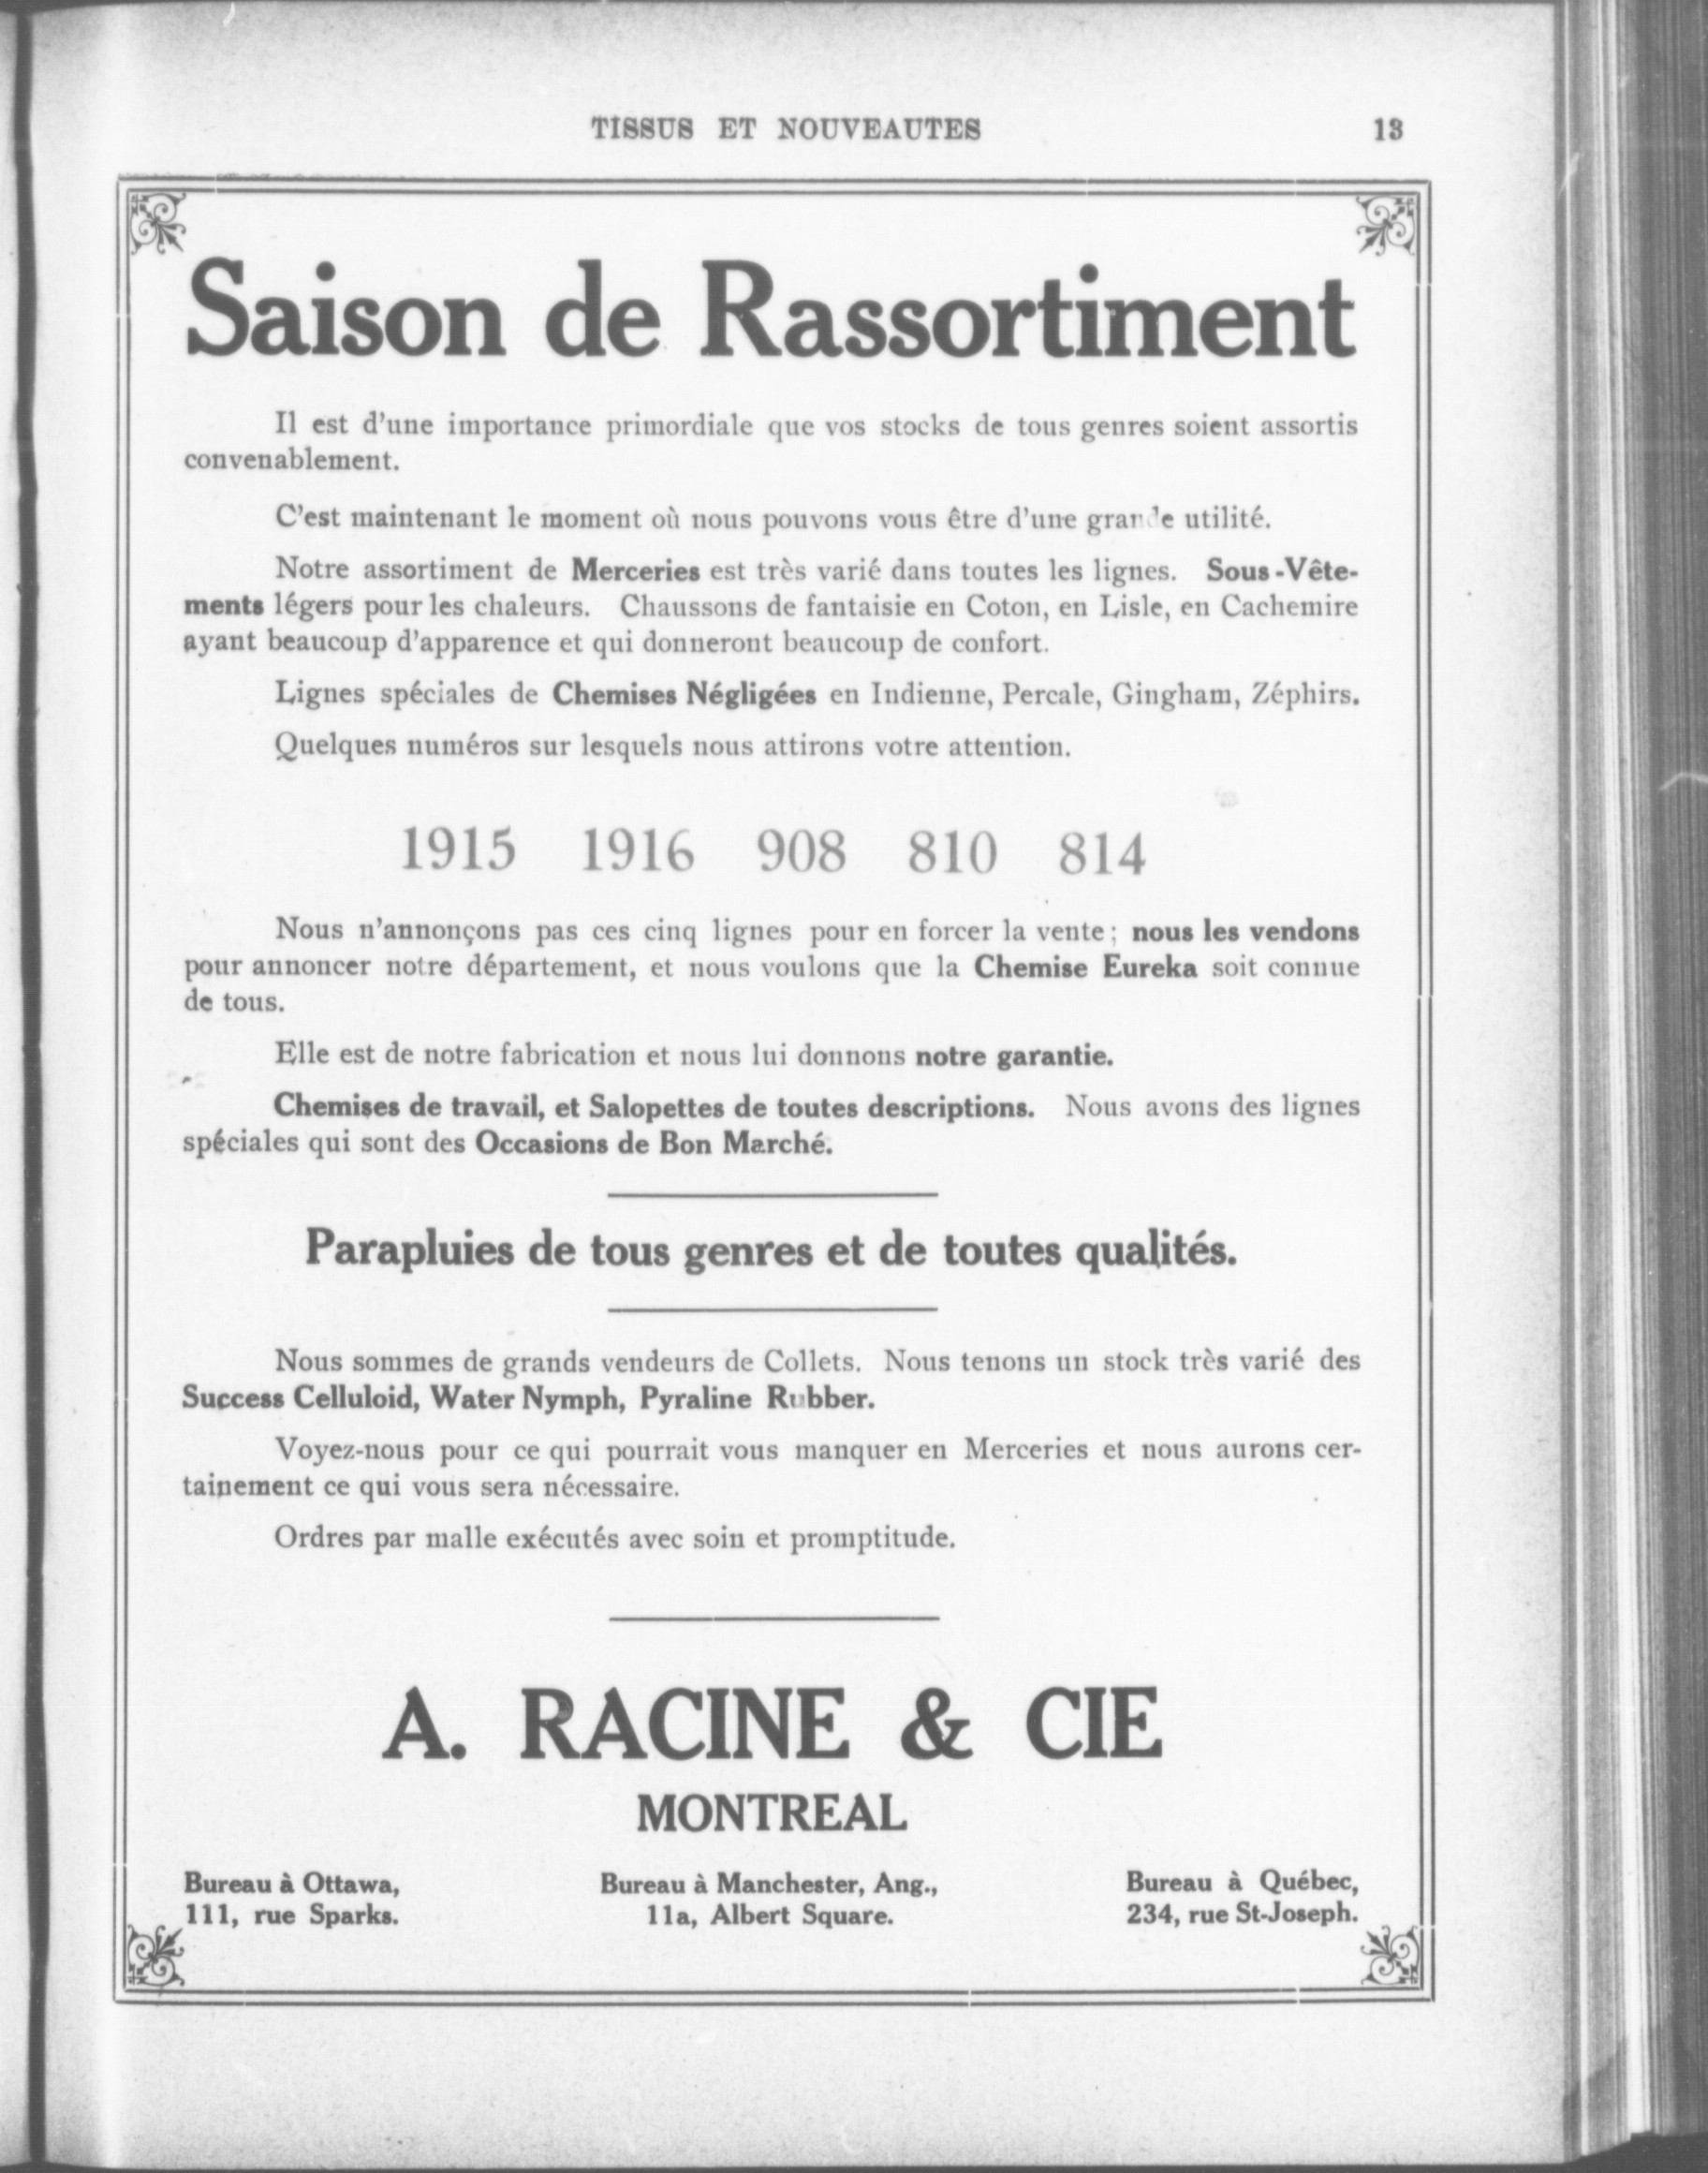 TISSUS ET NOUVEAUTES 13
Saison de Rassortiment
Il est d'une importance primordiale que vos stocks de tous genres soient assortis
convenablement.
C'est maintenant le moment où nous pouvons vous être d'une grande utilité.
Notre assortiment de Merceries est très varié dans toutes les lignes. Sous-Vête-
ments légers pour les chaleurs. Chaussons de fantaisie en Coton, en Lisle, en Cachemire
ayant beaucoup d'apparence et qui donneront beaucoup de confort.
Lignes spéciales de Chemises Négligées en Indienne, Percale, Gingham, Zéphirs.
Quelques numéros sur lesquels nous attirons votre attention.
1915 1916 908 810 814
Nous n'annonçons pas ces cinq lignes pour en forcer la vente; nous les vendons
pour annoncer notre département, et nous voulons que la Chemise Eureka soit connue
de tous.
Elle est de notre fabrication et nous lui donnons notre garantie.
Chemises de travail, et Salopettes de toutes descriptions. Nous avons des lignes
spéciales qui sont des Occasions de Bon Marché.
Parapluies de tous genres et de toutes qualités.
Nous sommes de grands vendeurs de Collets. Nous tenons un stock très varié des
Success Celluloid, Water Nymph, Pyraline Rubber.
Voyez-nous pour ce qui pourrait vous manquer en Merceries et nous aurons cer-
tainement ce qui vous sera nécessaire.
Ordres par malle exécutés avec soin et promptitude.
A. RACINE & CIE
MONTREAL
Bureau à Ottawa, Bureau à Manchester, Ang., Bureau à Québec,
111, rue Sparks. 11a, Albert Square. 234, rue St-Joseph.